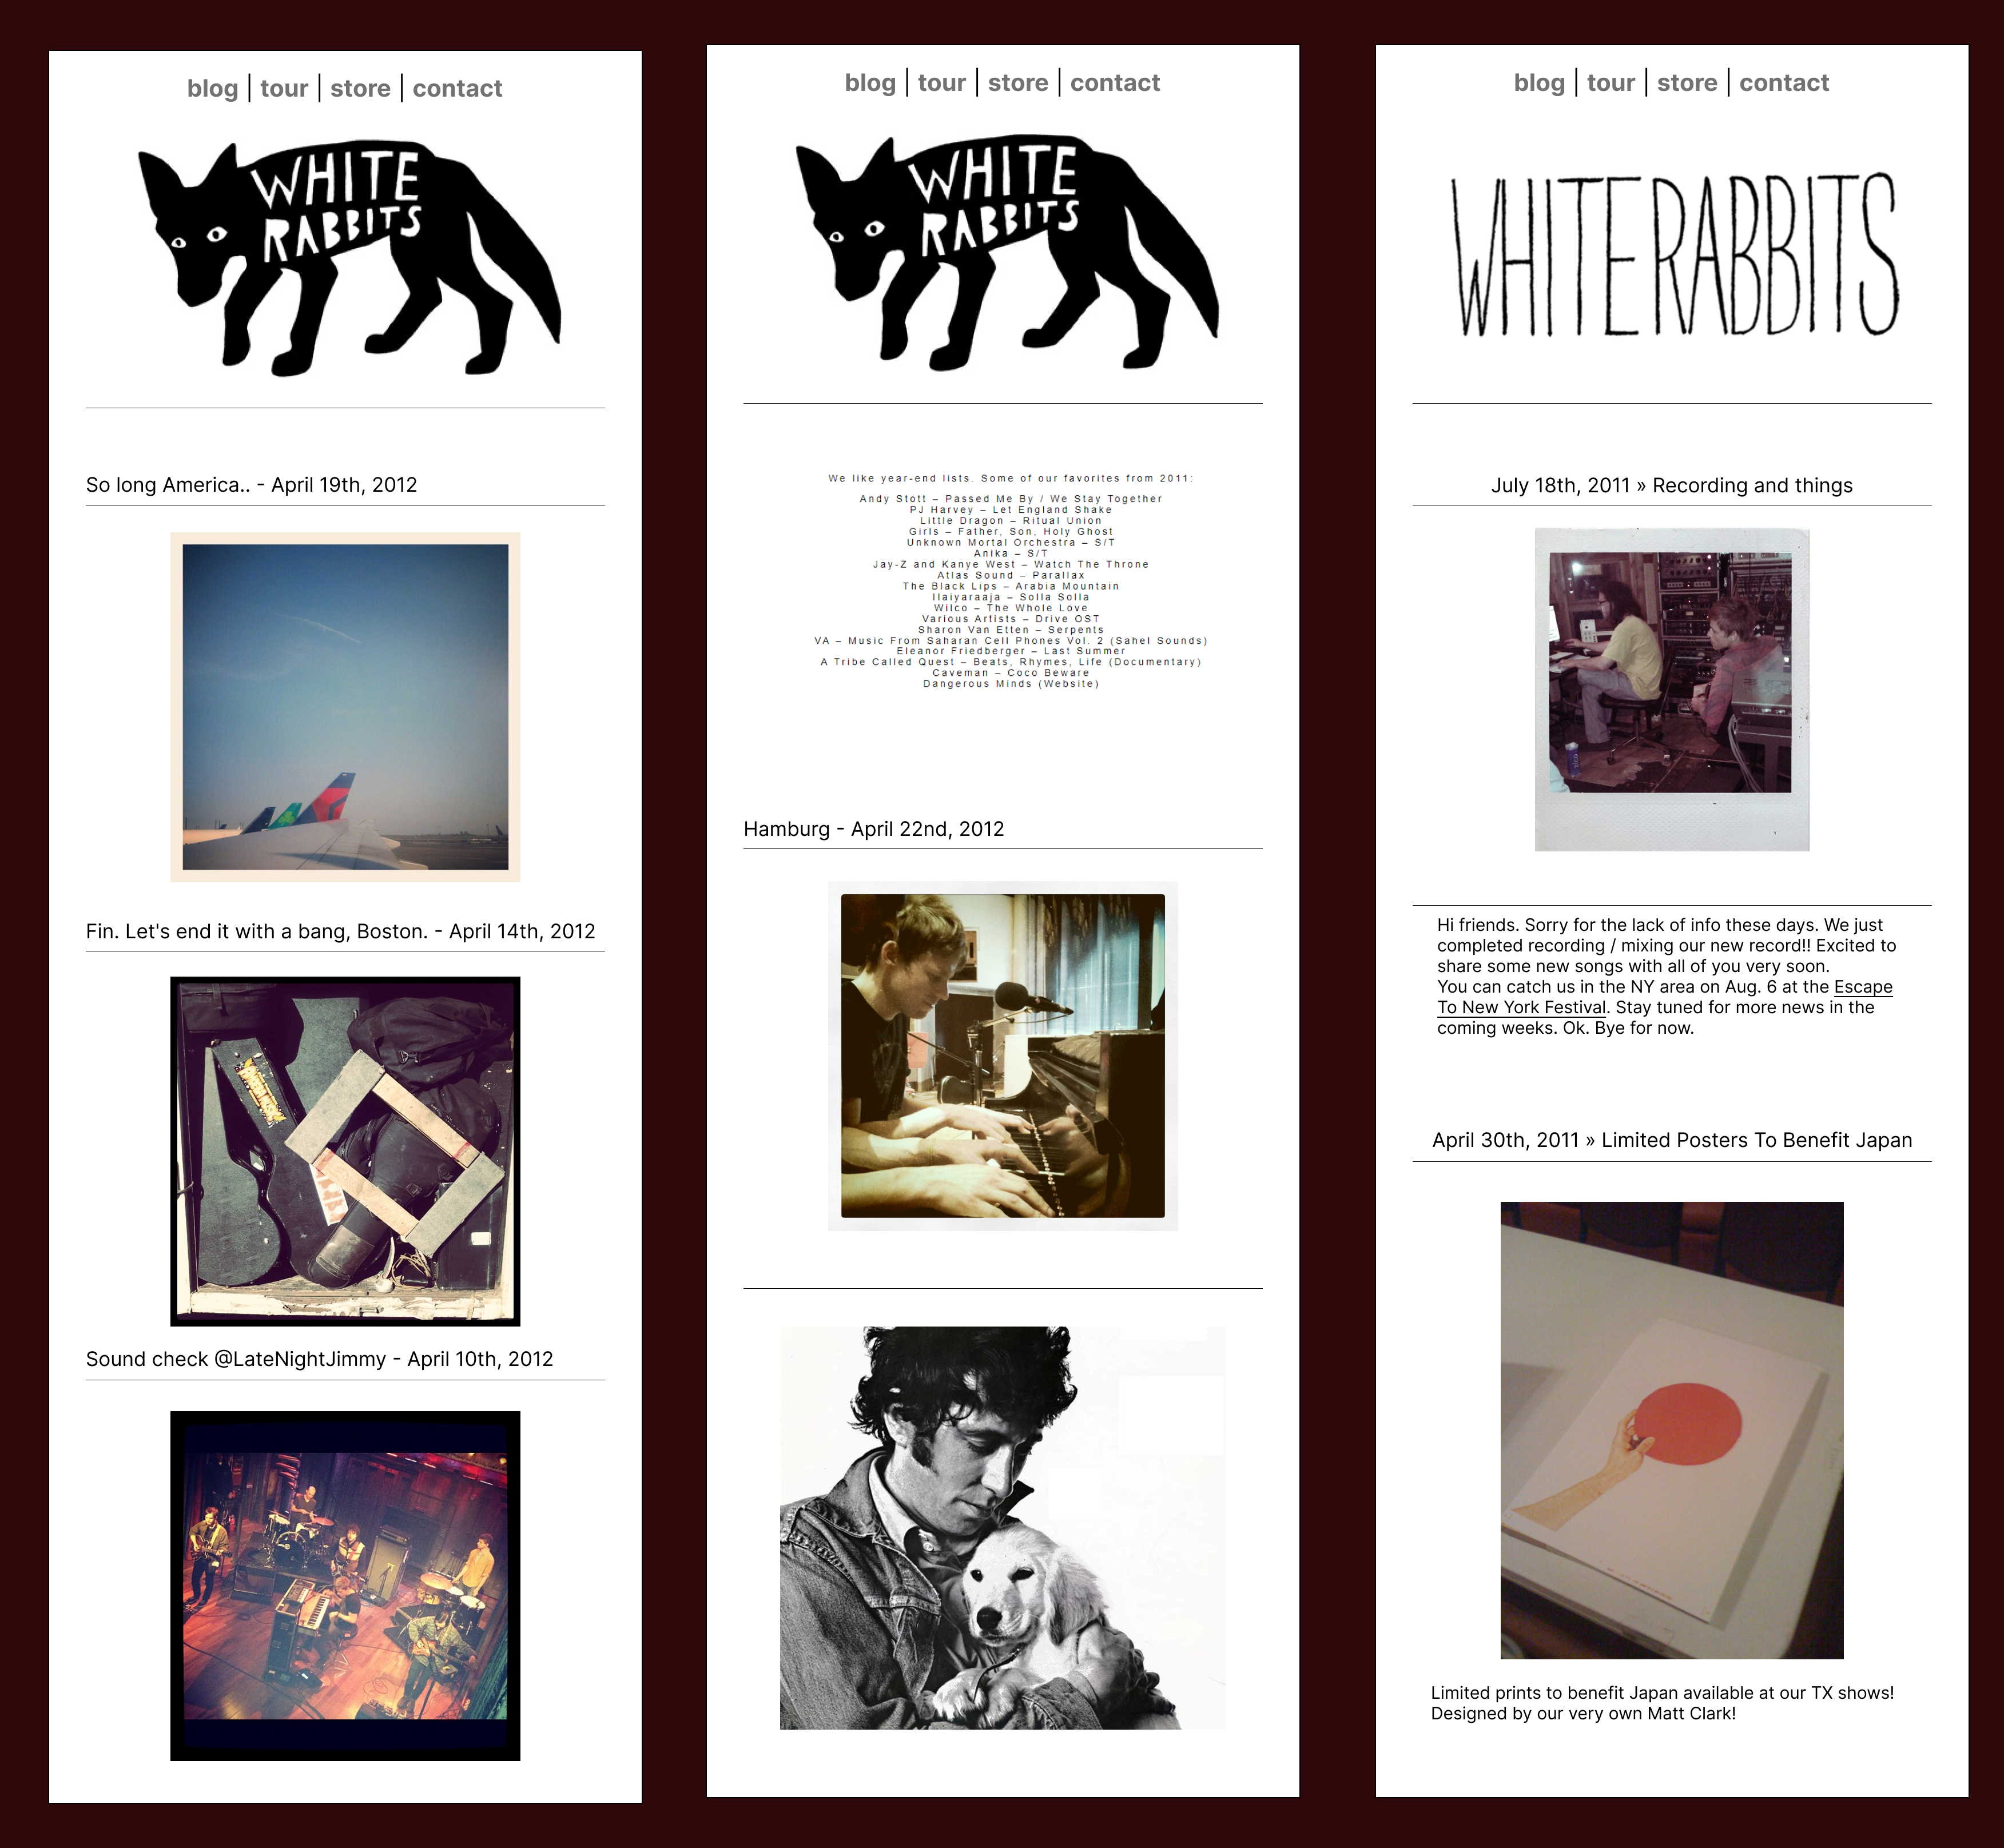 blog | tour | store | contact
WHITE
RABBITS
So long America.. - April 19th, 2012
Fin. Let's end it with a bang, Boston. - April 14th, 2012
Sound check @LateNightJimmy - April 10th, 2012
blog | tour | store | contact
WHITE
RABBITS
We like year-end lists. Some of our favorites from 2011:
Andy Stott – Passed Me By / We Stay Together
PJ Harvey – Let England Shake
Little Dragon – Ritual Union
Girls – Father, Son, Holy Ghost
Unknown Mortal Orchestra – S/T
Anika – S/T
Jay-Z and Kanye West – Watch The Throne
Atlas Sound – Parallax
The Black Lips – Arabia Mountain
Ilaiyaraaja – Solla Solla
Wilco – The Whole Love
Various Artists – Drive OST
Sharon Van Etten – Serpents
VA – Music From Saharan Cell Phones Vol. 2 (Sahel Sounds)
Eleanor Friedberger – Last Summer
A Tribe Called Quest – Beats, Rhymes, Life (Documentary)
Caveman – Coco Beware
Dangerous Minds (Website)
Hamburg - April 22nd, 2012
blog | tour | store | contact
WHITE RABBITS
July 18th, 2011 » Recording and things
Hi friends. Sorry for the lack of info these days. We just
completed recording / mixing our new record!! Excited to
share some new songs with all of you very soon.
You can catch us in the NY area on Aug. 6 at the Escape
To New York Festival. Stay tuned for more news in the
coming weeks. Ok. Bye for now.
April 30th, 2011 » Limited Posters To Benefit Japan
Limited prints to benefit Japan available at our TX shows!
Designed by our very own Matt Clark!